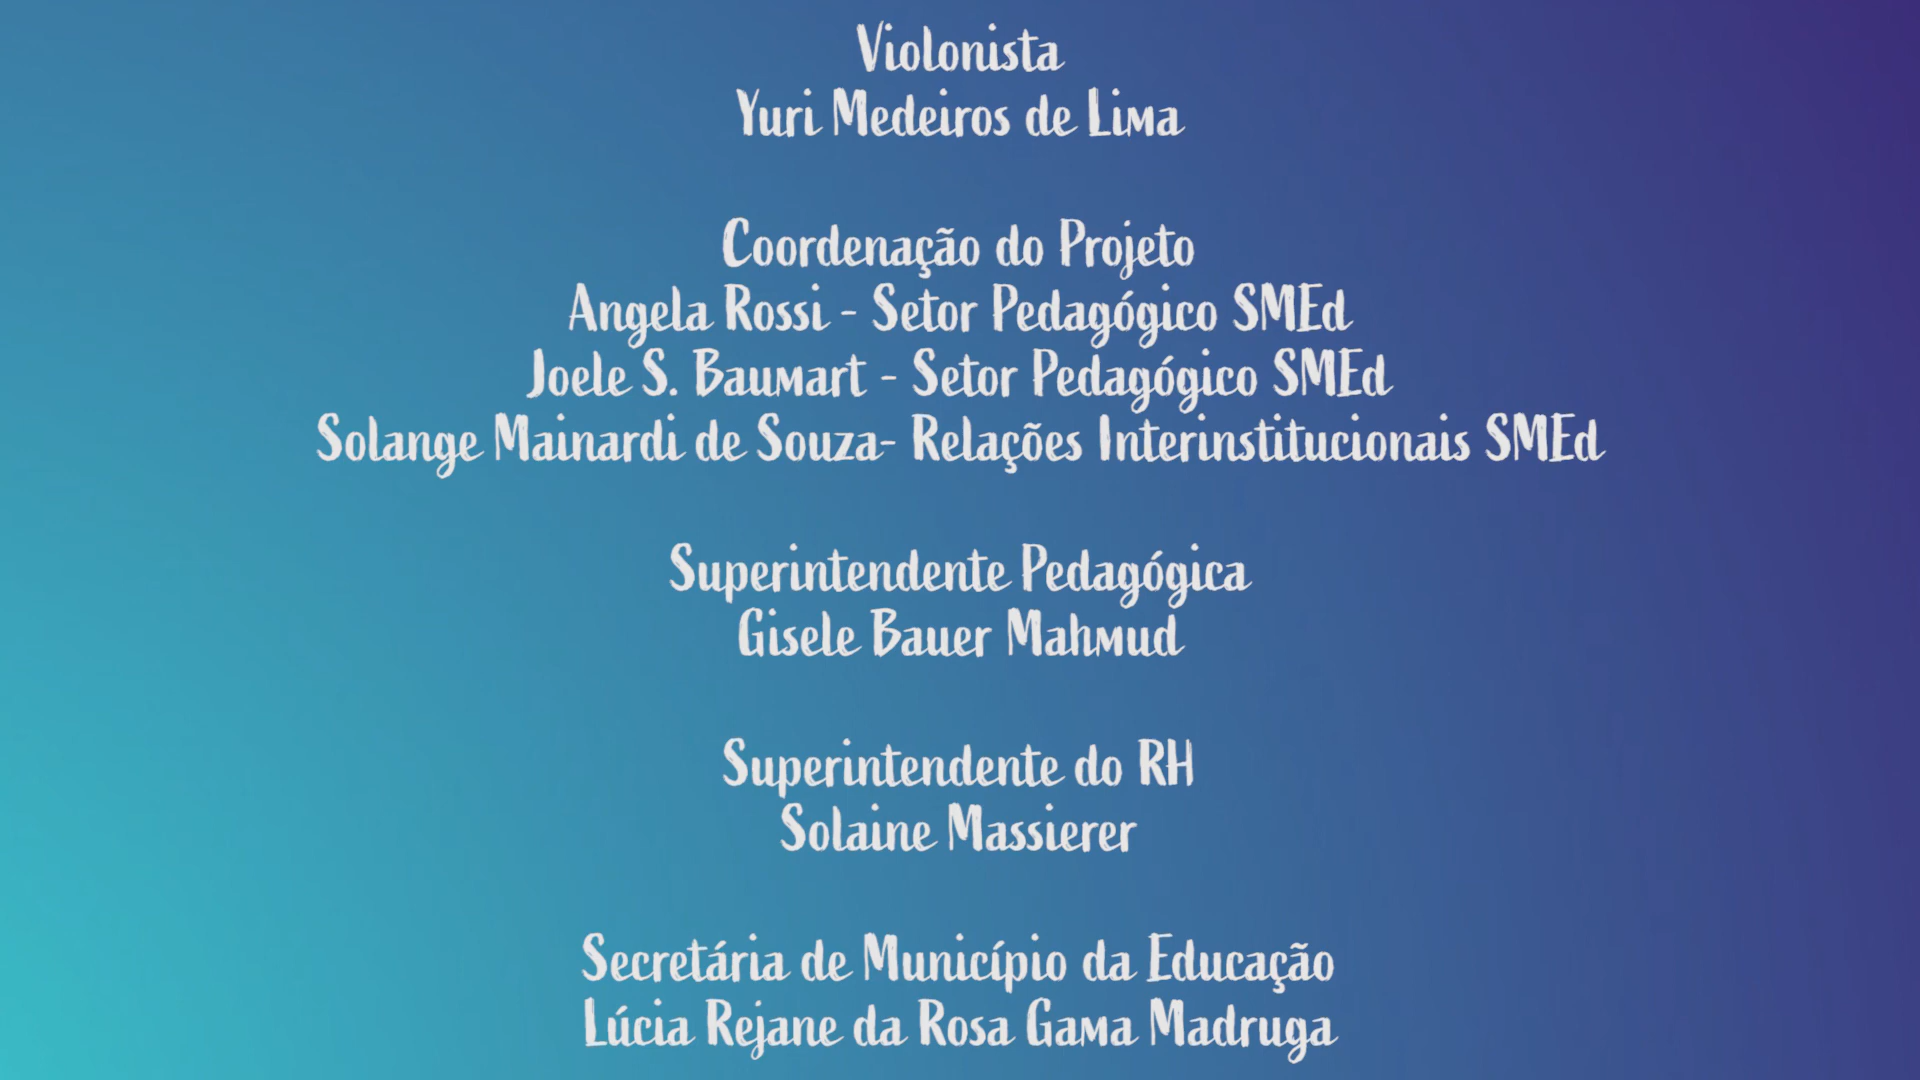 Violonista
Yuri Medeiros de Lima
Coordenação do Projeto
Angela Rossi - Setor Pedagógico SMEd
Joele S. Baumart - Setor Pedagógico SMEd
Solange Mainardi de Souza- Relações Interinstitucionais SMEd
Superintendente Pedagógica
Gisele Bauer Mahmud
Superintendente do RH
Solaine Massierer
Secretária de Município da Educação
Lúcia Rejane da Rosa Gama Madruga